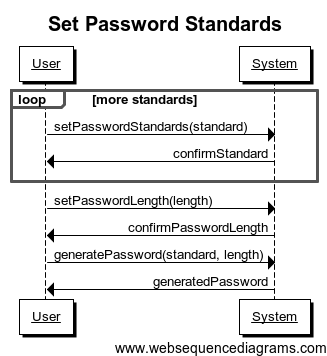 Set Password Standards
User System
loop [more standards]
setPasswordStandards(standard)
confirmStandard
setPasswordLength(length)
confirmPasswordLength
generatePassword(standard, length)
generatedPassword
User System
www.websequencediagrams.com